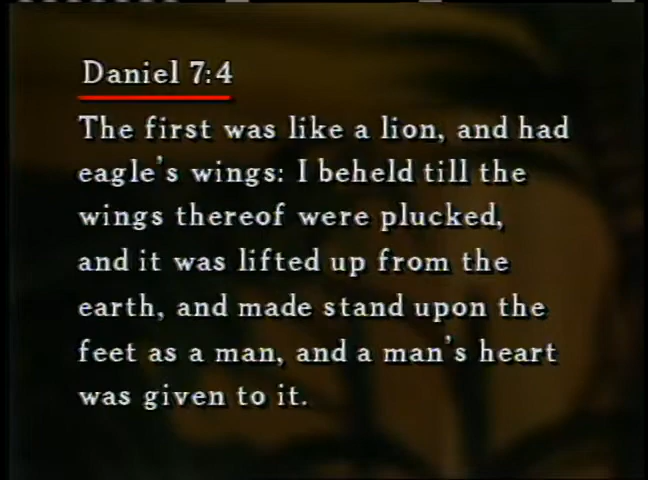 Daniel 7:4
The first was like a lion, and had
eagle's wings: I beheld till the
wings thereof were plucked,
and it was lifted up from the
earth, and made stand upon the
feet as a man, and a man's heart
was given to it.